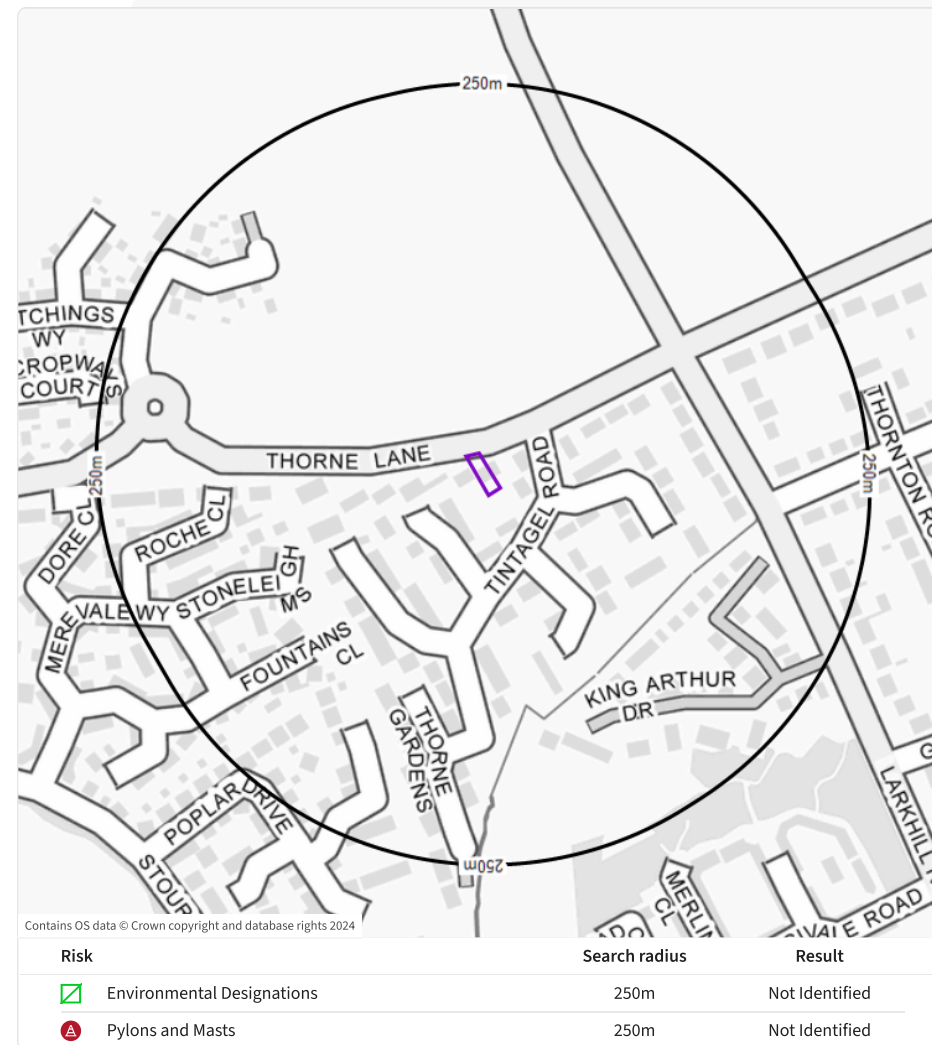 250m
TCHINGS
WY
CROPWAYS
COURT
THORNE LANE
250m
250m
THORNTON RO
TINTAGEL ROAD
DORE CL
ROCHE CL
STONELEIGH
MS
MEREVALE WY
FOUNTAINS
CL
KING ARTHUR
DR
THORNE
GARDENS
POPLAR DRIVE
STOUR
250m
LARKHILL
G
MERLIN
CL
IVALE ROAD
Contains OS data © Crown copyright and database rights 2024
Risk Search radius Result
Environmental Designations 250m Not Identified
Pylons and Masts 250m Not Identified